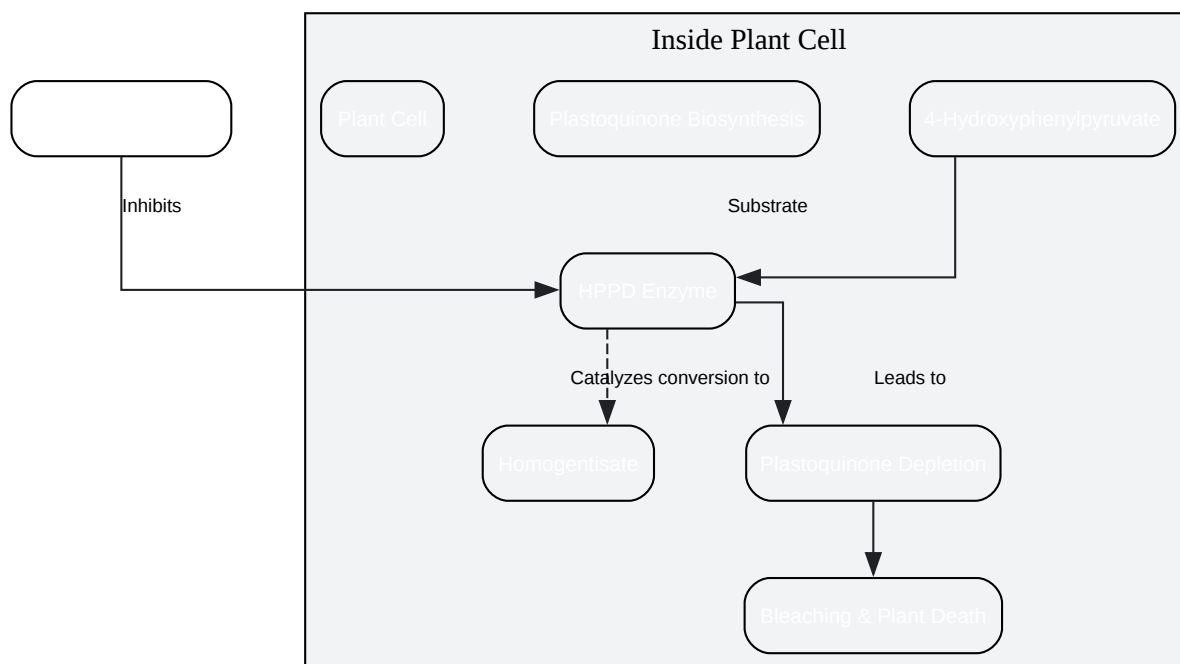 Inside Plant Cell
Plant Cell
Plastoquinone Biosynthesis
4-Hydroxyphenylpyruvate
Inhibits
Substrate
HPPD Enzyme
Catalyzes conversion to
Leads to
Homogentisate
Plastoquinone Depletion
Bleaching & Plant Death